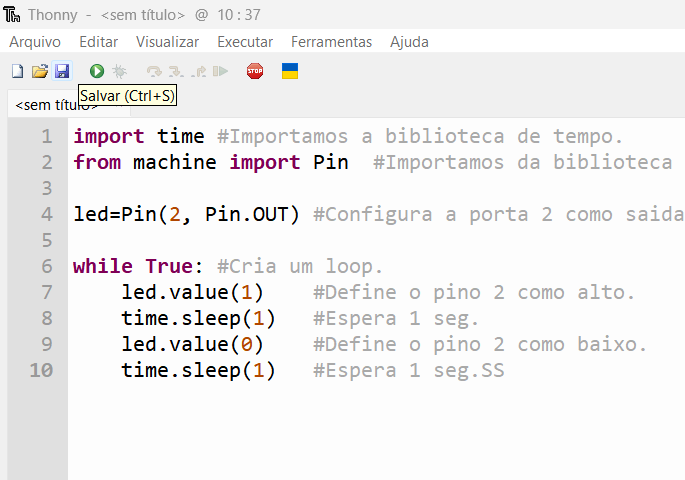 Thonny - <sem título> @ 10 : 37
Arquivo Editar Visualizar Executar Ferramentas Ajuda
STOP
Salvar (Ctrl+S)
<sem título>
1 import time #Importamos a biblioteca de tempo.
2 from machine import Pin  #Importamos da biblioteca
3
4 led=Pin(2, Pin.OUT) #Configura a porta 2 como saida
5
6 while True: #Cria um loop.
7     led.value(1)    #Define o pino 2 como alto.
8     time.sleep(1)   #Espera 1 seg.
9     led.value(0)    #Define o pino 2 como baixo.
10     time.sleep(1)   #Espera 1 seg.SS